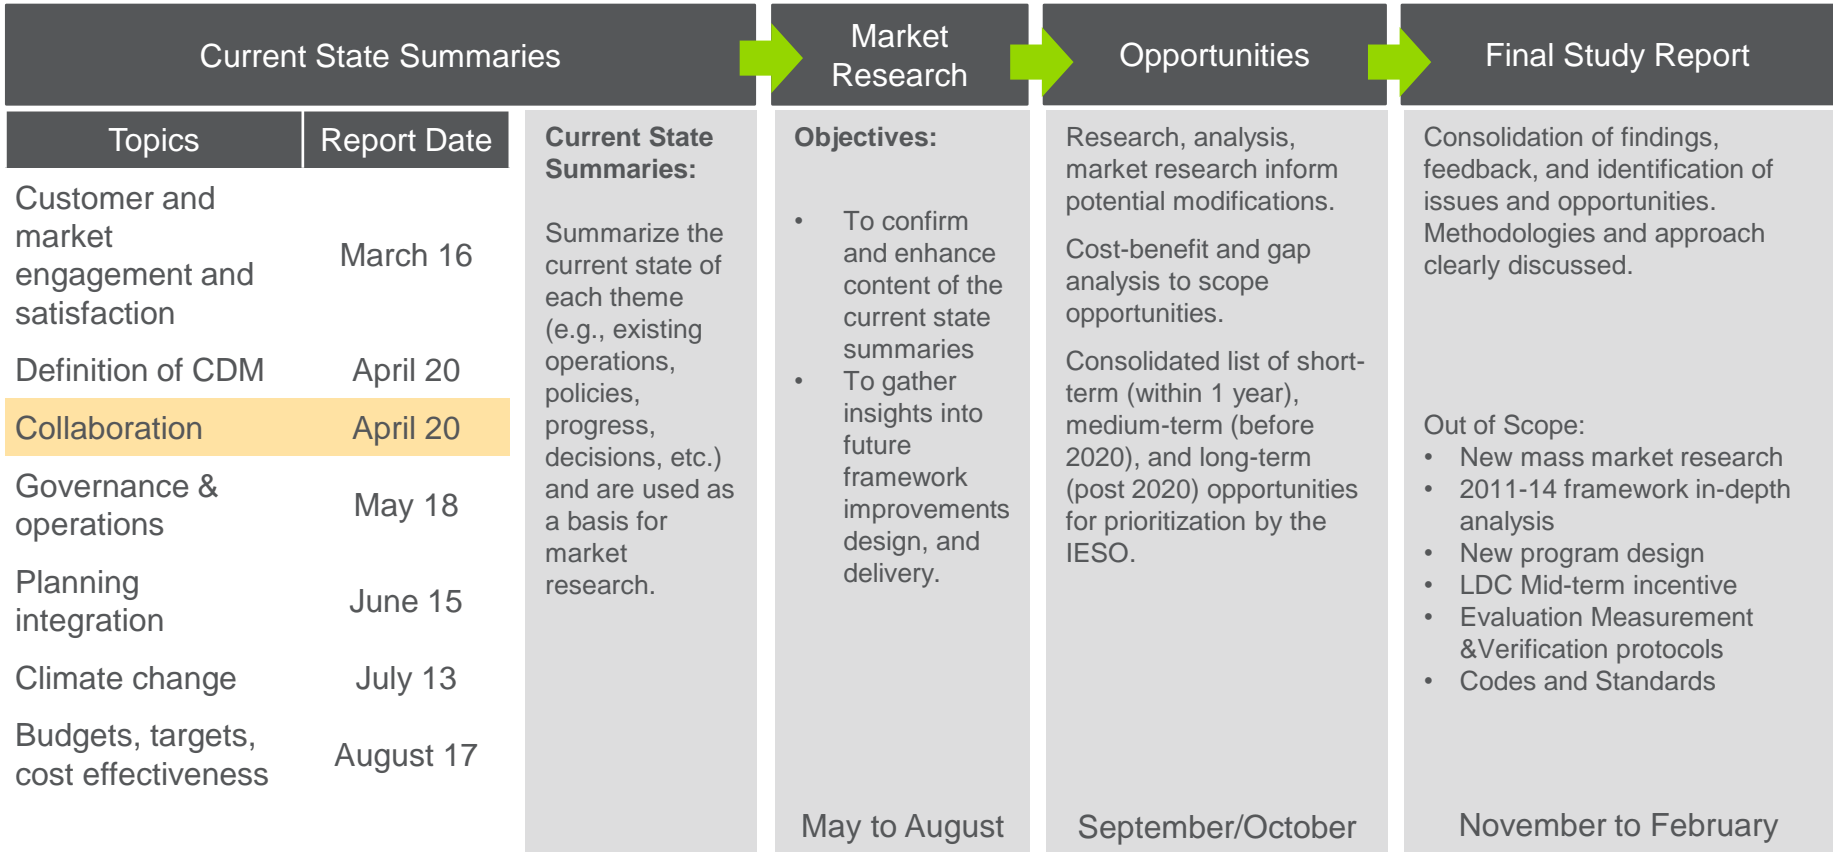 Current State Summaries
Market
Research
Opportunities
Final Study Report
Topics
Report Date
Customer and
market
engagement and
satisfaction
March 16
Definition of CDM
April 20
Collaboration
April 20
Governance &
operations
May 18
Planning
integration
June 15
Climate change
July 13
Budgets, targets,
cost effectiveness
August 17
Current State
Summaries:
Summarize the
current state of
each theme
(e.g., existing
operations,
policies,
progress,
decisions, etc.)
and are used as
a basis for
market
research.
Objectives:
• To confirm
and enhance
content of the
current state
summaries
• To gather
insights into
future
framework
improvements
design, and
delivery.
May to August
Research, analysis,
market research inform
potential modifications.
Cost-benefit and gap
analysis to scope
opportunities.
Consolidated list of short-
term (within 1 year),
medium-term (before
2020), and long-term
(post 2020) opportunities
for prioritization by the
IESO.
September/October
Consolidation of findings,
feedback, and identification of
issues and opportunities.
Methodologies and approach
clearly discussed.
Out of Scope:
• New mass market research
• 2011-14 framework in-depth
analysis
• New program design
• LDC Mid-term incentive
• Evaluation Measurement
&Verification protocols
• Codes and Standards
November to February